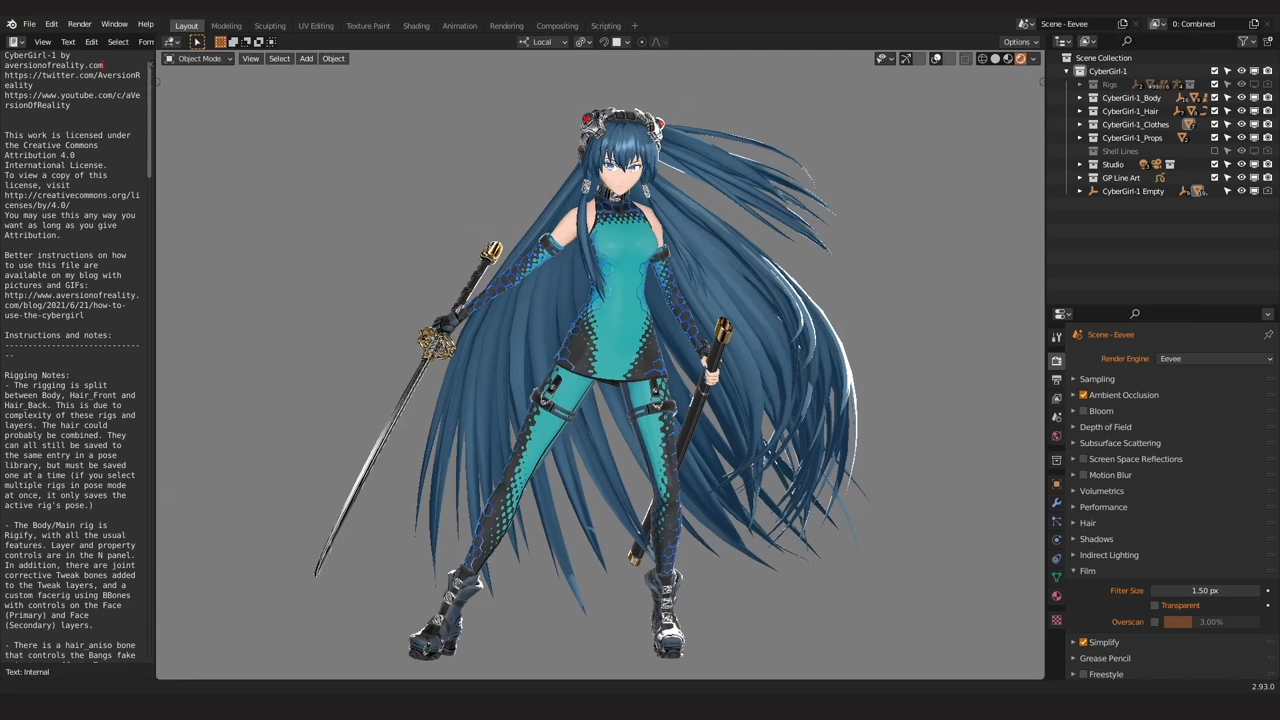 File Edit Render Window Help
Layout Modeling Sculpting UV Editing Texture Paint Shading Animation Rendering Compositing Scripting +
Scene - Eevee
0: Combined
View Text Edit Select Form
Local
Options
Object Mode View Select Add Object
CyberGirl-1 by
aversionofreality.com
https://twitter.com/AversionR
eality
https://www.youtube.com/c/aVe
rsionOfReality
This work is licensed under
the Creative Commons
Attribution 4.0
International License.
To view a copy of this
license, visit
http://creativecommons.org/li
censes/by/4.0/
You may use this any way you
want as long as you give
Attribution.
Better instructions on how
to use this file are
available on my blog with
pictures and GIFs:
http://www.aversionofreality.
com/blog/2021/6/21/how-to-
use-the-cybergirl
Instructions and notes:
-----------------------------
--
Rigging Notes:
- The rigging is split
between Body, Hair_Front and
Hair_Back. This is due to
complexity of these rigs and
layers. The hair could
probably be combined. They
can all still be saved to
the same entry in a pose
library, but must be saved
one at a time (if you select
multiple rigs in pose mode
at once, it only saves the
active rig's pose.)
- The Body/Main rig is
Rigify, with all the usual
features. Layer and property
controls are in the N panel.
In addition, there are joint
corrective Tweak bones added
to the Tweak layers, and a
custom facerig using BBones
with controls on the Face
(Primary) and Face
(Secondary) layers.
- There is a hair_aniso bone
that controls the Bangs fake
Text: Internal
Scene Collection
CyberGirl-1
Rigs
CyberGirl-1_Body
CyberGirl-1_Hair
CyberGirl-1_Clothes
CyberGirl-1_Props
Shell Lines
Studio
GP Line Art
CyberGirl-1 Empty
Scene - Eevee
Render Engine Eevee
Sampling
Ambient Occlusion
Bloom
Depth of Field
Subsurface Scattering
Screen Space Reflections
Motion Blur
Volumetrics
Performance
Hair
Shadows
Indirect Lighting
Film
Filter Size 1.50 px
Transparent
Overscan 3.00%
Simplify
Grease Pencil
Freestyle
2.93.0